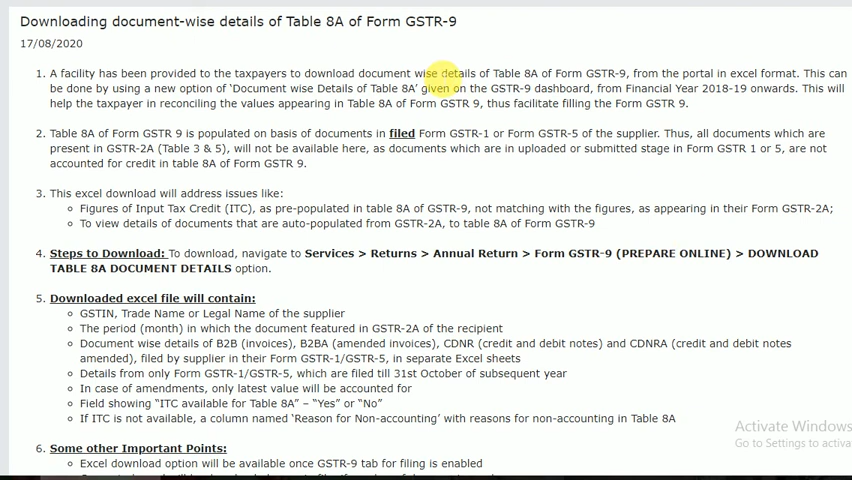 Downloading document-wise details of Table 8A of Form GSTR-9
17/08/2020
1. A facility has been provided to the taxpayers to download document wise details of Table 8A of Form GSTR-9, from the portal in excel format. This can
be done by using a new option of 'Document wise Details of Table 8A' given on the GSTR-9 dashboard, from Financial Year 2018-19 onwards. This will
help the taxpayer in reconciling the values appearing in Table 8A of Form GSTR 9, thus facilitate filling the Form GSTR 9.
2. Table 8A of Form GSTR 9 is populated on basis of documents in filed Form GSTR-1 or Form GSTR-5 of the supplier. Thus, all documents which are
present in GSTR-2A (Table 3 & 5), will not be available here, as documents which are in uploaded or submitted stage in Form GSTR 1 or 5, are not
accounted for credit in table 8A of Form GSTR 9.
3. This excel download will address issues like:
Figures of Input Tax Credit (ITC), as pre-populated in table 8A of GSTR-9, not matching with the figures, as appearing in their Form GSTR-2A;
To view details of documents that are auto-populated from GSTR-2A, to table 8A of Form GSTR-9
4. Steps to Download: To download, navigate to Services > Returns > Annual Return > Form GSTR-9 (PREPARE ONLINE) > DOWNLOAD
TABLE 8A DOCUMENT DETAILS option.
5. Downloaded excel file will contain:
GSTIN, Trade Name or Legal Name of the supplier
The period (month) in which the document featured in GSTR-2A of the recipient
Document wise details of B2B (invoices), B2BA (amended invoices), CDNR (credit and debit notes) and CDNRA (credit and debit notes
amended), filed by supplier in their Form GSTR-1/GSTR-5, in separate Excel sheets
Details from only Form GSTR-1/GSTR-5, which are filed till 31st October of subsequent year
In case of amendments, only latest value will be accounted for
Field showing "ITC available for Table 8A" – "Yes" or "No"
If ITC is not available, a column named 'Reason for Non-accounting' with reasons for non-accounting in Table 8A
Activate Windows
Go to Settings to activa
6. Some other Important Points:
Excel download option will be available once GSTR-9 tab for filing is enabled